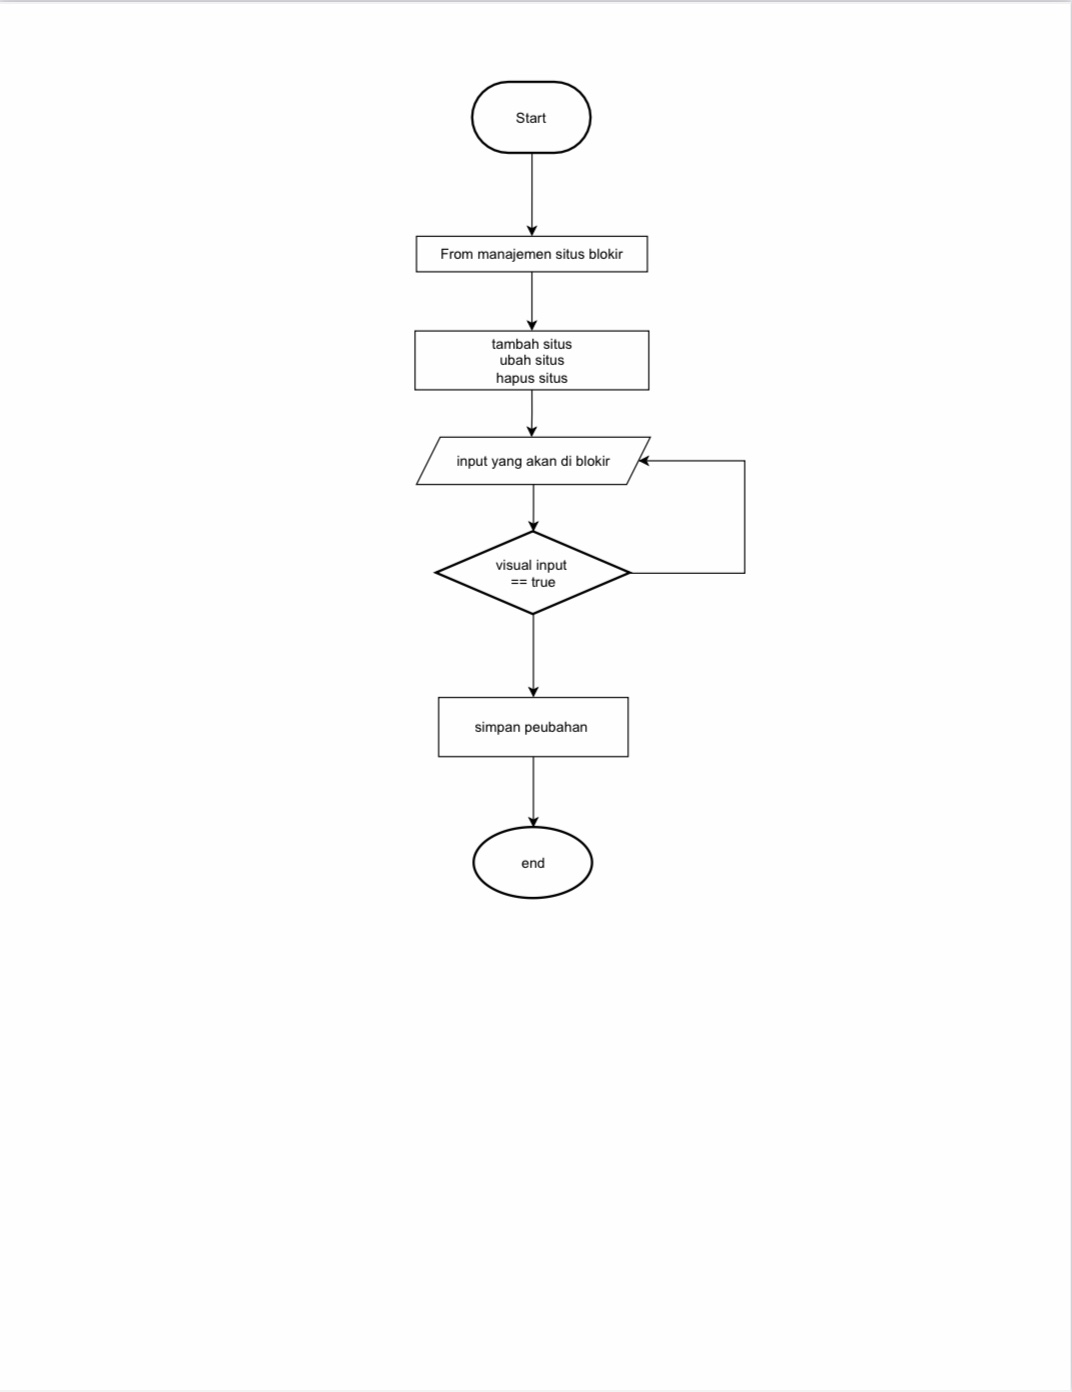 Start
From manajemen situs blokir
tambah situs
ubah situs
hapus situs
input yang akan di blokir
visual input
== true
simpan peubahan
end